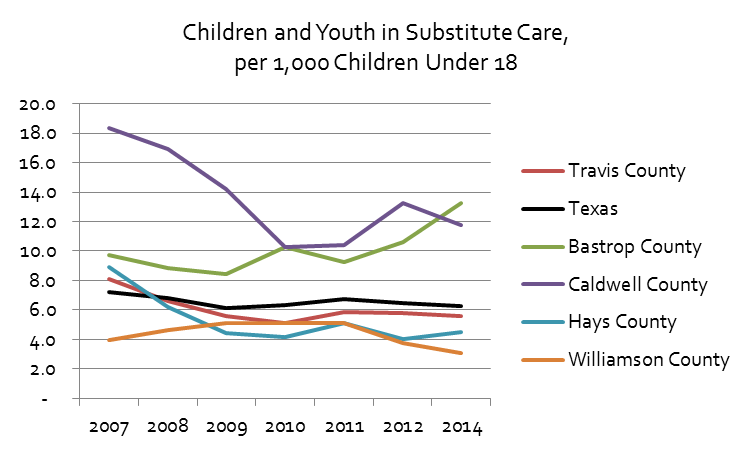 Children and Youth in Substitute Care,
per 1,000 Children Under 18
20.0
18.0
16.0
14.0
12.0
10.0
8.0
6.0
4.0
2.0
-
2007 2008 2009 2010 2011 2012 2014
Travis County
Texas
Bastrop County
Caldwell County
Hays County
Williamson County